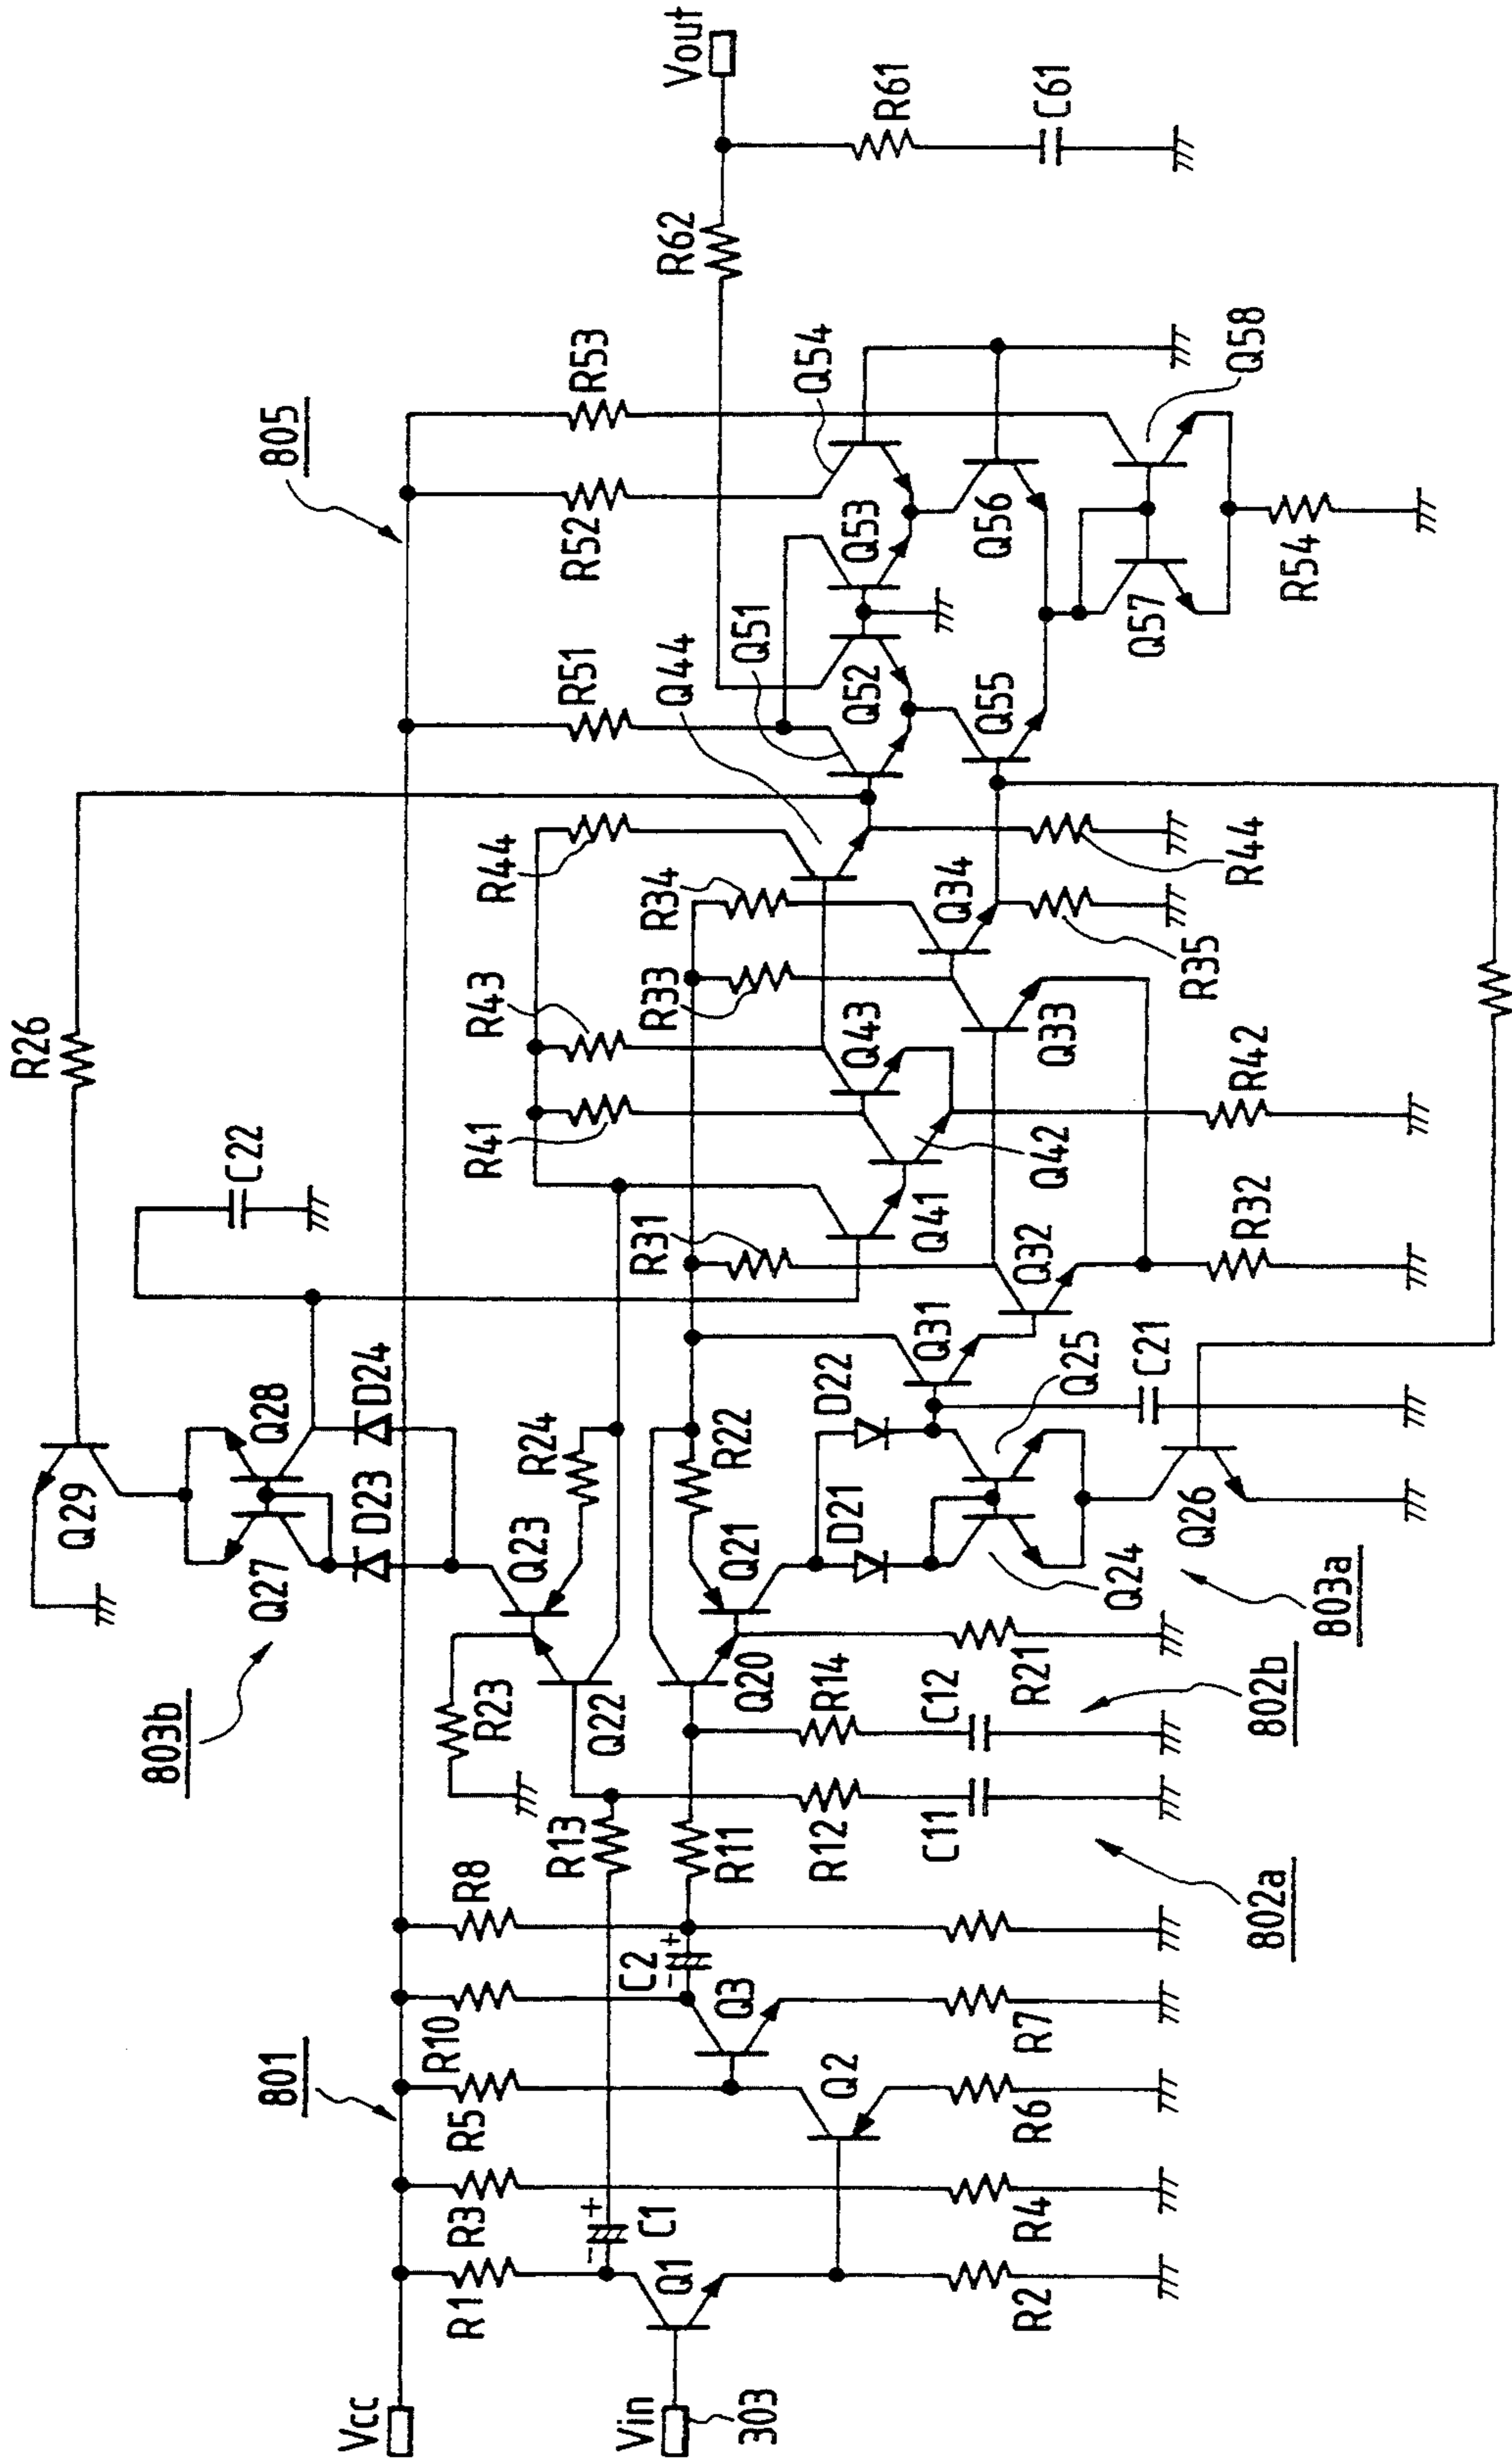 Vcc
Vin
303
801
R1
R3
R5
R10
R8
C1
C2
Q1
Q2
Q3
R2
R4
R6
R7
R13
R11
R12
R14
C11
C12
802a
802b
803b
803a
R23
Q22
Q20
R21
Q23
Q21
R24
R22
Q27
Q28
Q29
D23
D24
D21
D22
Q24
Q25
Q26
C21
C22
R26
R31
Q31
Q32
R32
Q41
Q42
R41
R43
Q43
R42
R33
R34
Q33
Q34
R35
R44
R44
Q44
Q51
R51
Q52
Q55
Q53
R52
R53
Q54
Q56
Q57
Q58
R54
805
R62
R61
C61
Vout